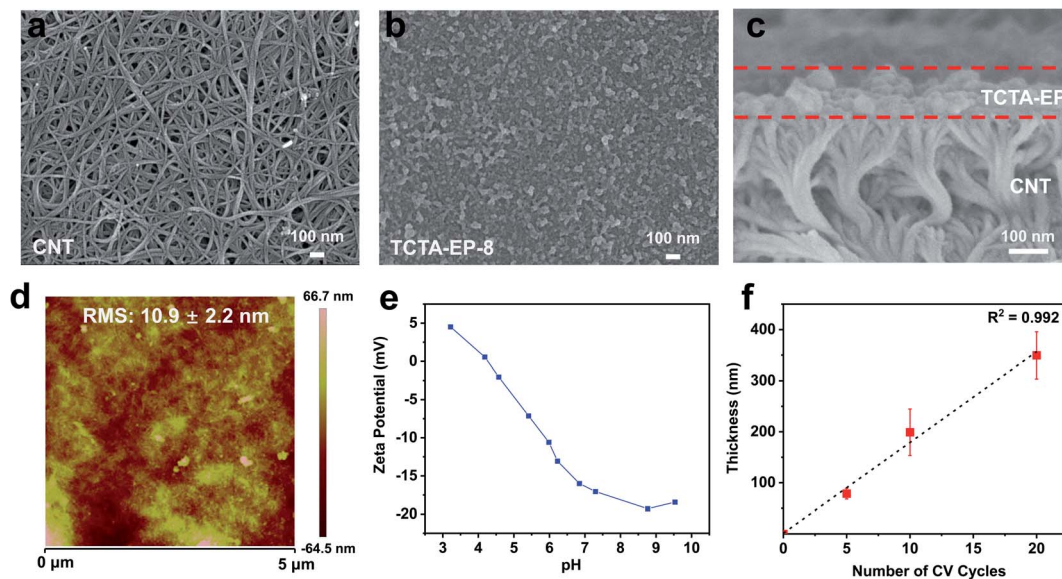 a
CNT
100 nm
b
TCTA-EP-8
100 nm
c
TCTA-EP
CNT
100 nm
d
RMS: 10.9 ± 2.2 nm
66.7 nm
-64.5 nm
0 µm
5 µm
e
Zeta Potential (mV)
5
0
-5
-10
-15
-20
3 4 5 6 7 8 9 10
pH
f
R² = 0.992
Thickness (nm)
400
300
200
100
0 5 10 15 20
Number of CV Cycles